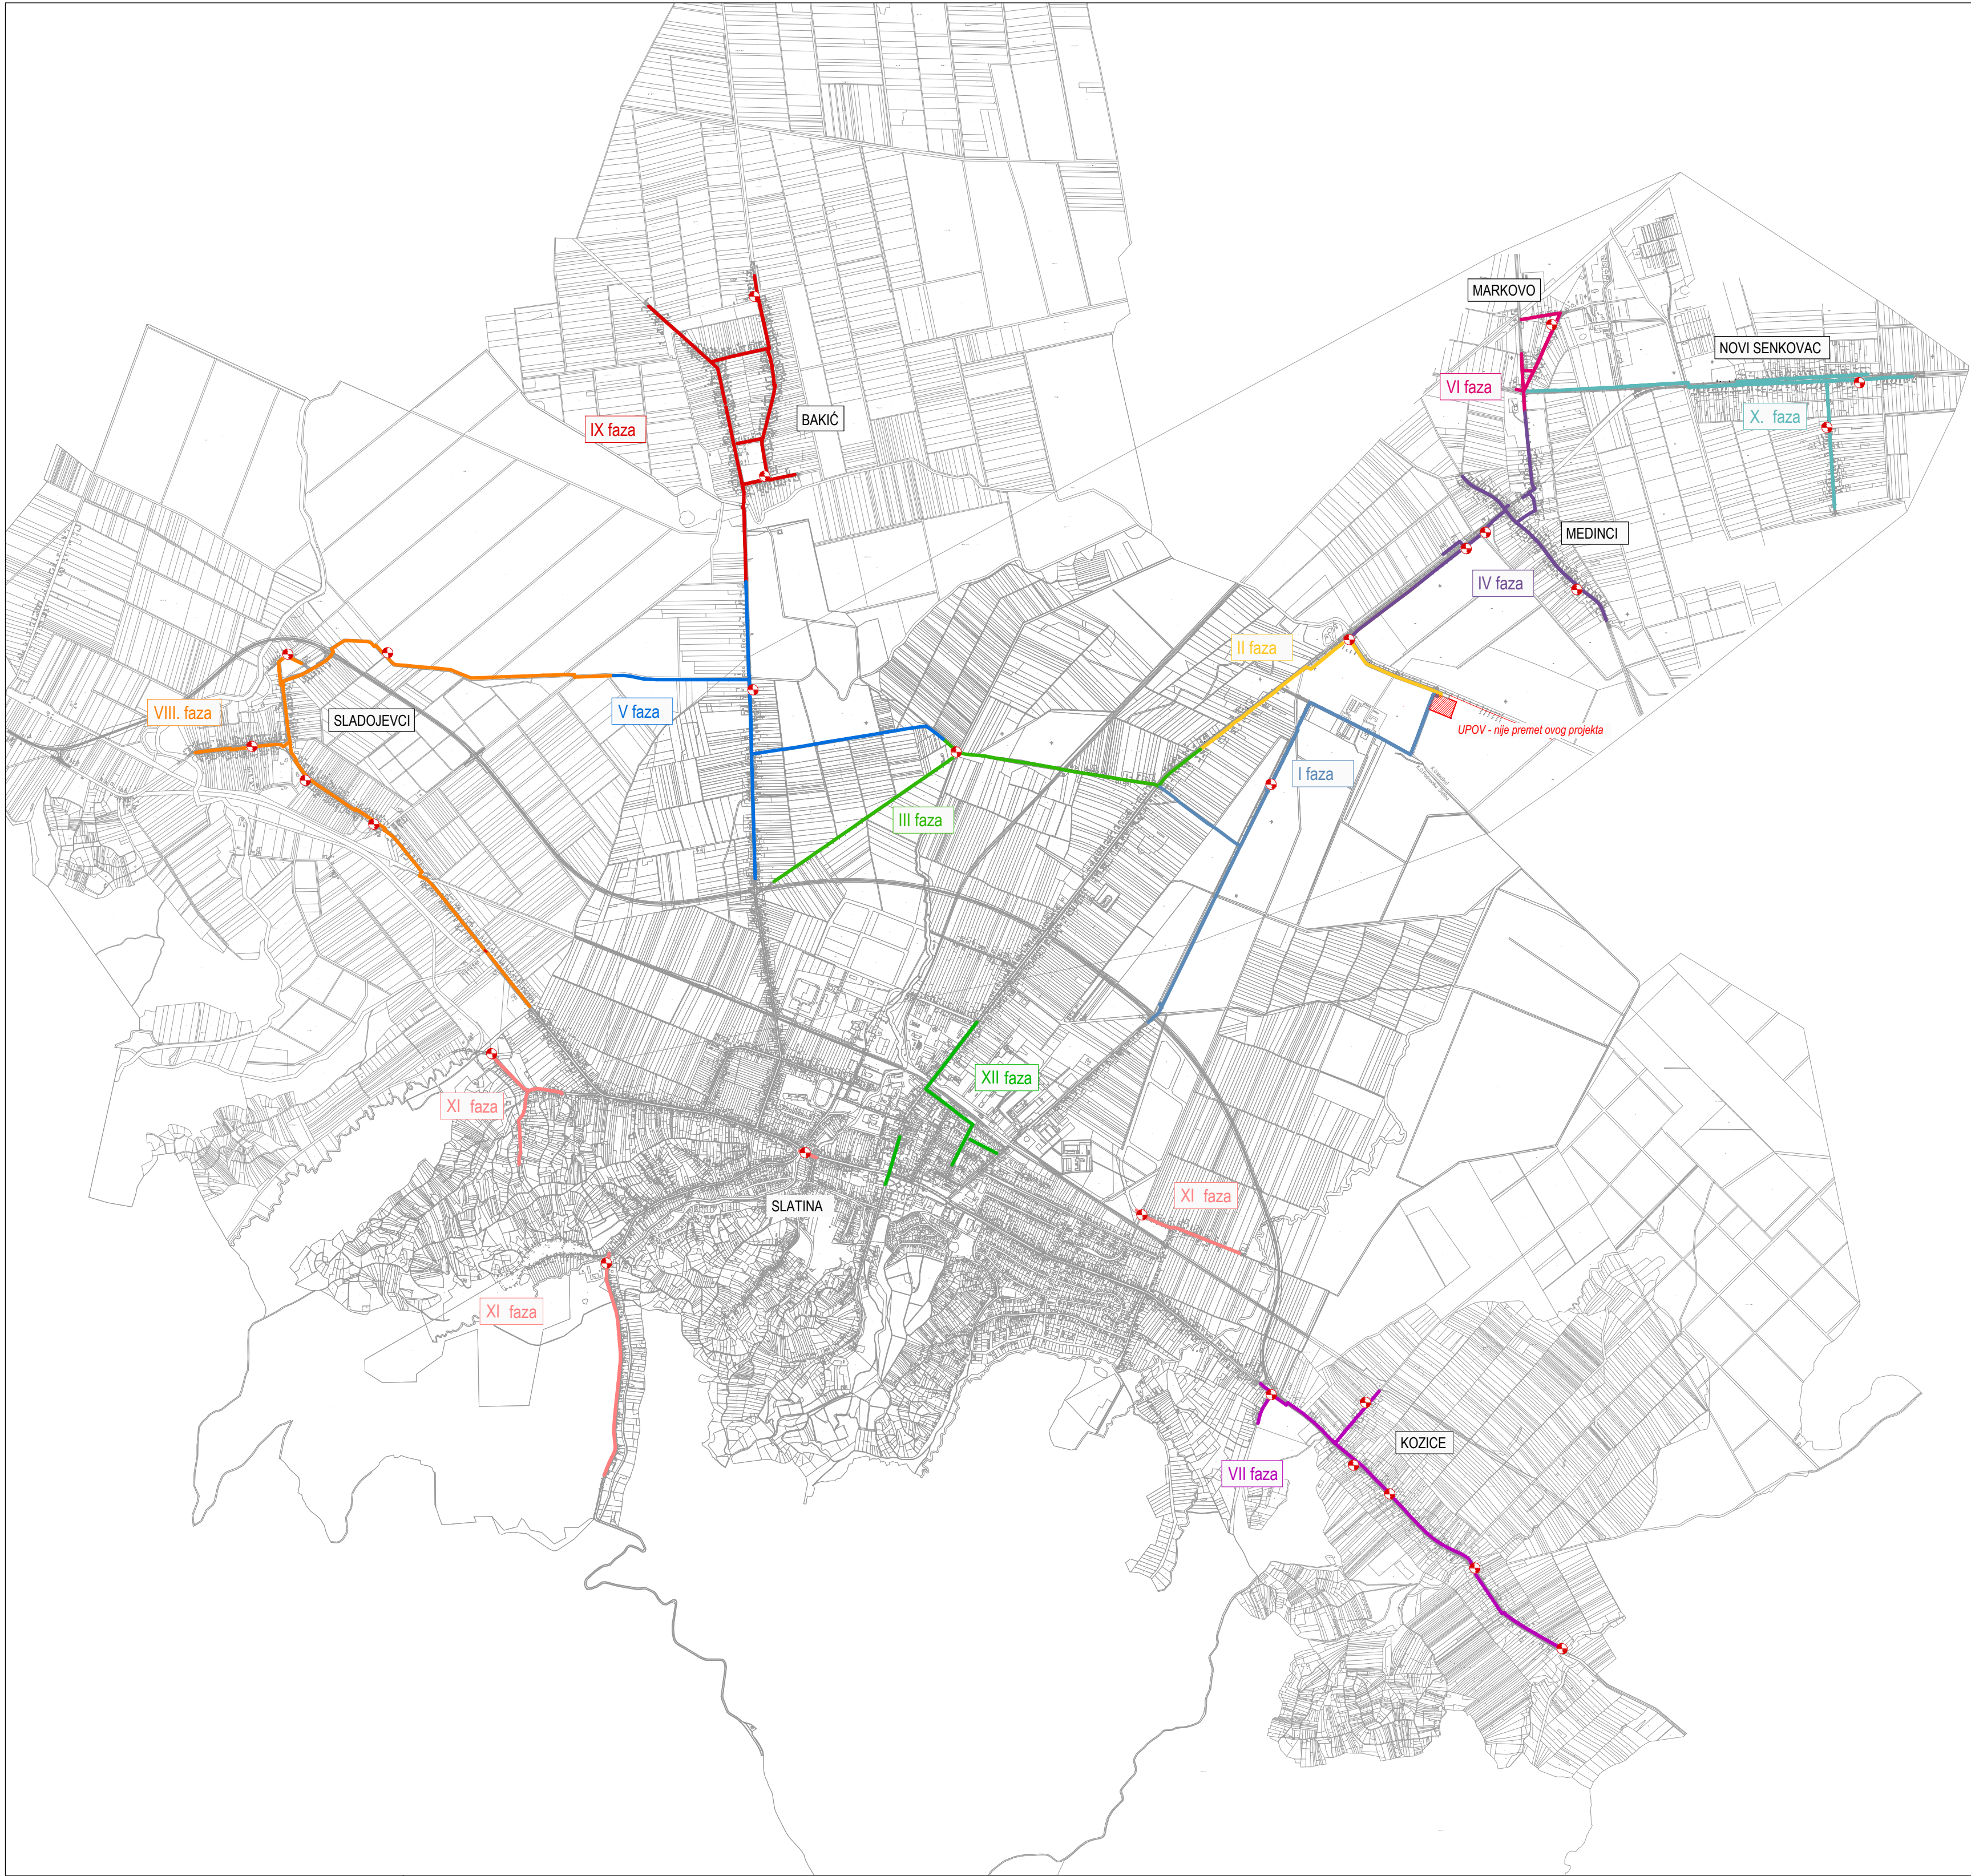 MARKOVO
NOVI SENKOVAC
VI faza
X. faza
BAKIĆ
IX faza
MEDINCI
IV faza
II faza
VIII. faza
SLADOJEVCI
V faza
UPOV - nije premet ovog projekta
I faza
III faza
XII faza
XI faza
XI faza
SLATINA
XI faza
KOZICE
VII faza